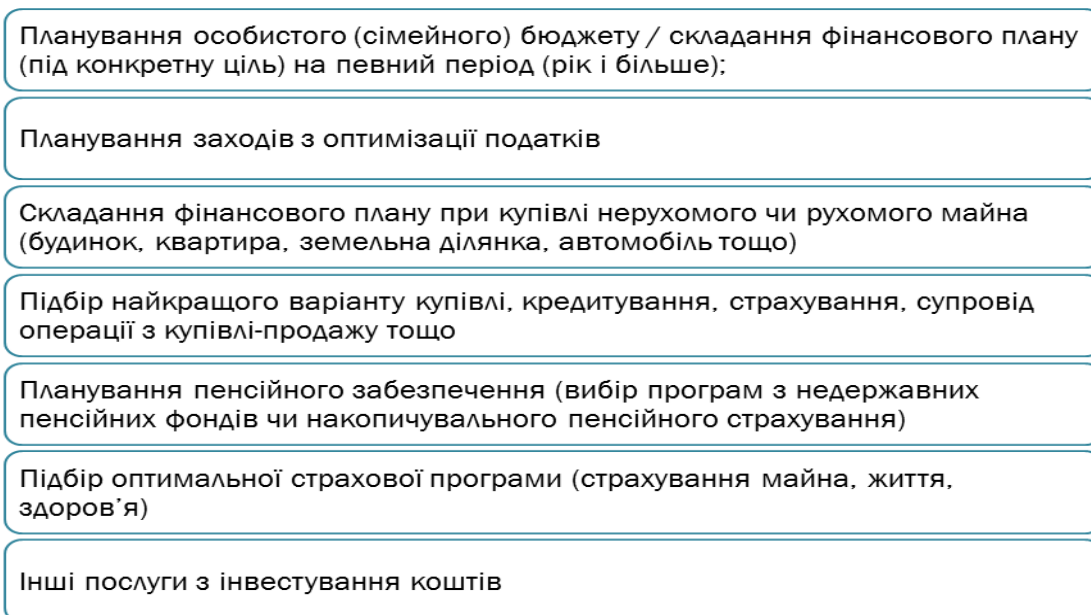 Планування особистого (сімейного) бюджету / складання фінансового плану
(під конкретну ціль) на певний період (рік і більше);
Планування заходів з оптимізації податків
Складання фінансового плану при купівлі нерухомого чи рухомого майна
(будинок, квартира, земельна ділянка, автомобіль тощо)
Підбір найкращого варіанту купівлі, кредитування, страхування, супровід
операції з купівлі-продажу тощо
Планування пенсійного забезпечення (вибір програм з недержавних
пенсійних фондів чи накопичувального пенсійного страхування)
Підбір оптимальної страхової програми (страхування майна, життя,
здоров’я)
Інші послуги з інвестування коштів